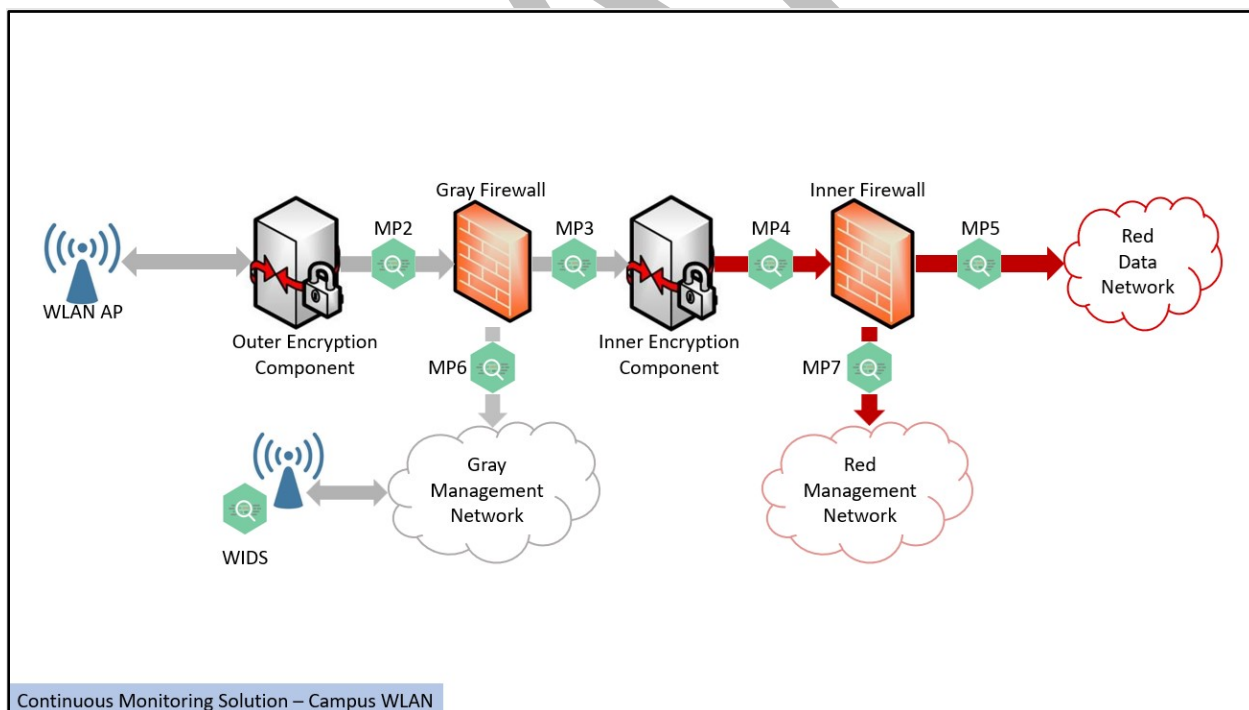 Gray Firewall
Inner Firewall
MP2
MP3
MP4
MP5
Red
Data
Network
WLAN AP
Outer Encryption
Component
Inner Encryption
Component
MP6
MP7
Gray
Management
Network
Red
Management
Network
WIDS
Continuous Monitoring Solution – Campus WLAN